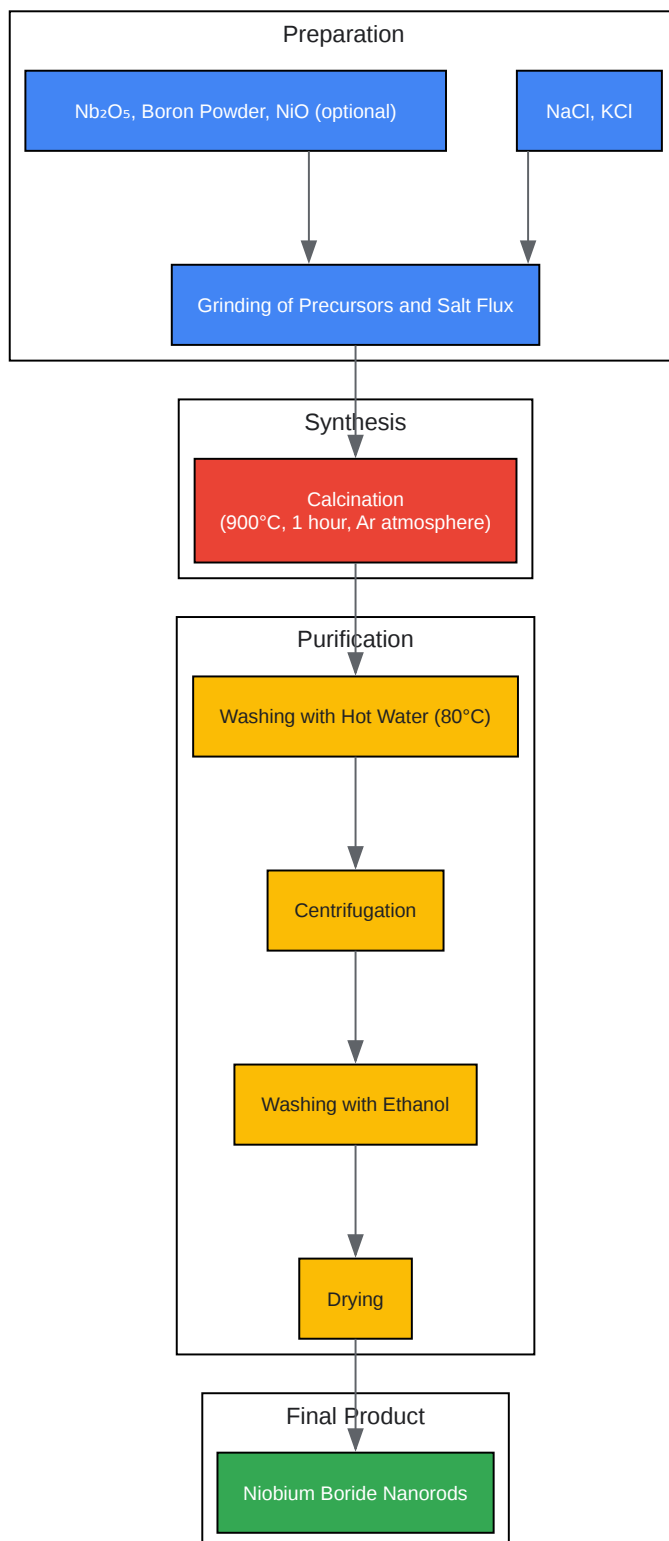 Preparation
Nb₂O₅, Boron Powder, NiO (optional)
NaCl, KCl
Grinding of Precursors and Salt Flux
Synthesis
Calcination
(900°C, 1 hour, Ar atmosphere)
Purification
Washing with Hot Water (80°C)
Centrifugation
Washing with Ethanol
Drying
Final Product
Niobium Boride Nanorods